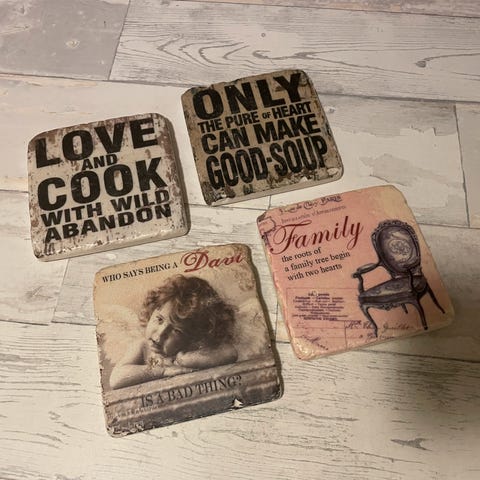 LOVE
AND
COOK
WITH WILD
ABANDON
ONLY
THE PURE OF HEART
CAN MAKE
GOOD-SOUP
WHO SAYS BEING A Davi
IS A BAD THING?
Family
the roots of
a family tree begin
with two hearts